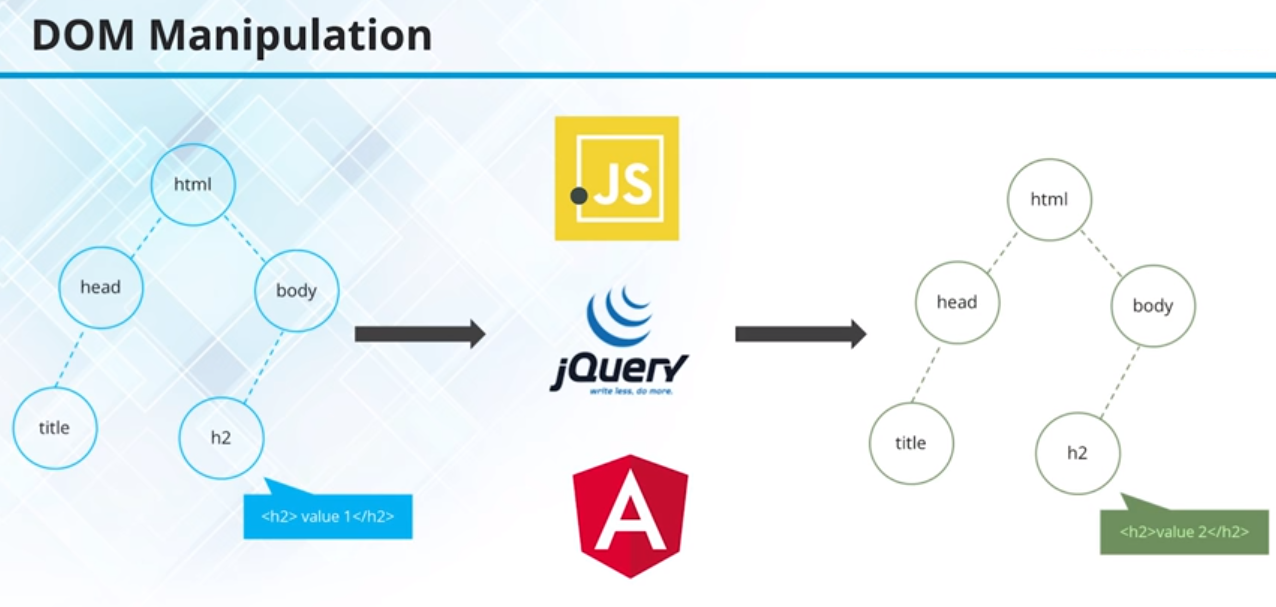 DOM Manipulation
html
head
body
title
h2
<h2> value 1</h2>
JS
jQuery
write less, do more.
A
html
head
body
title
h2
<h2>value 2</h2>